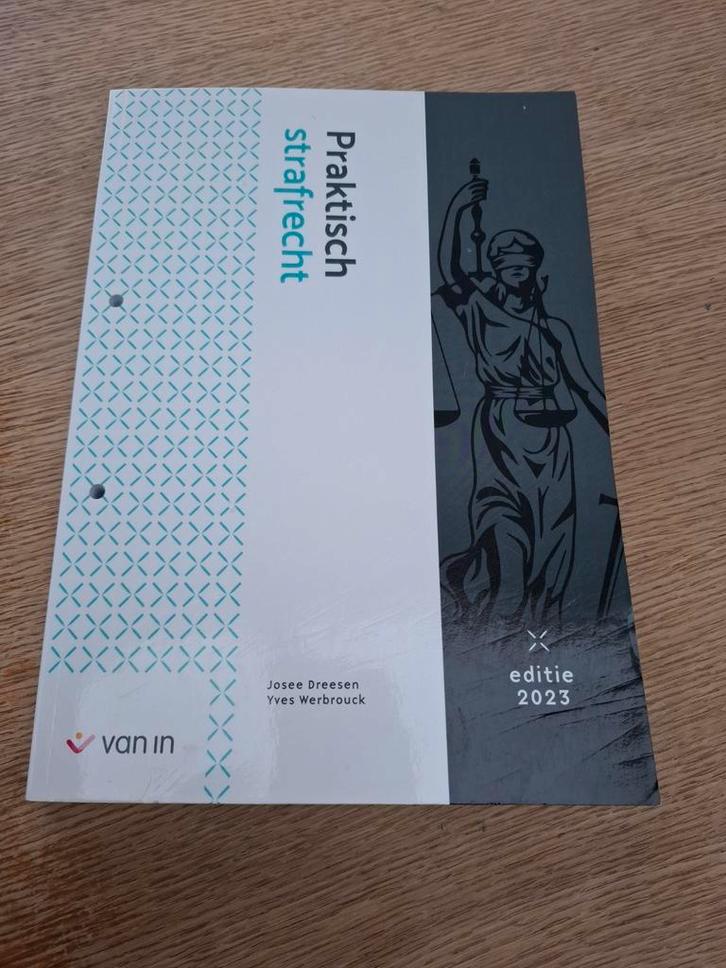 Praktisch
strafrecht
Josee Dreesen
Yves Werbrouck
editie
2023
van in